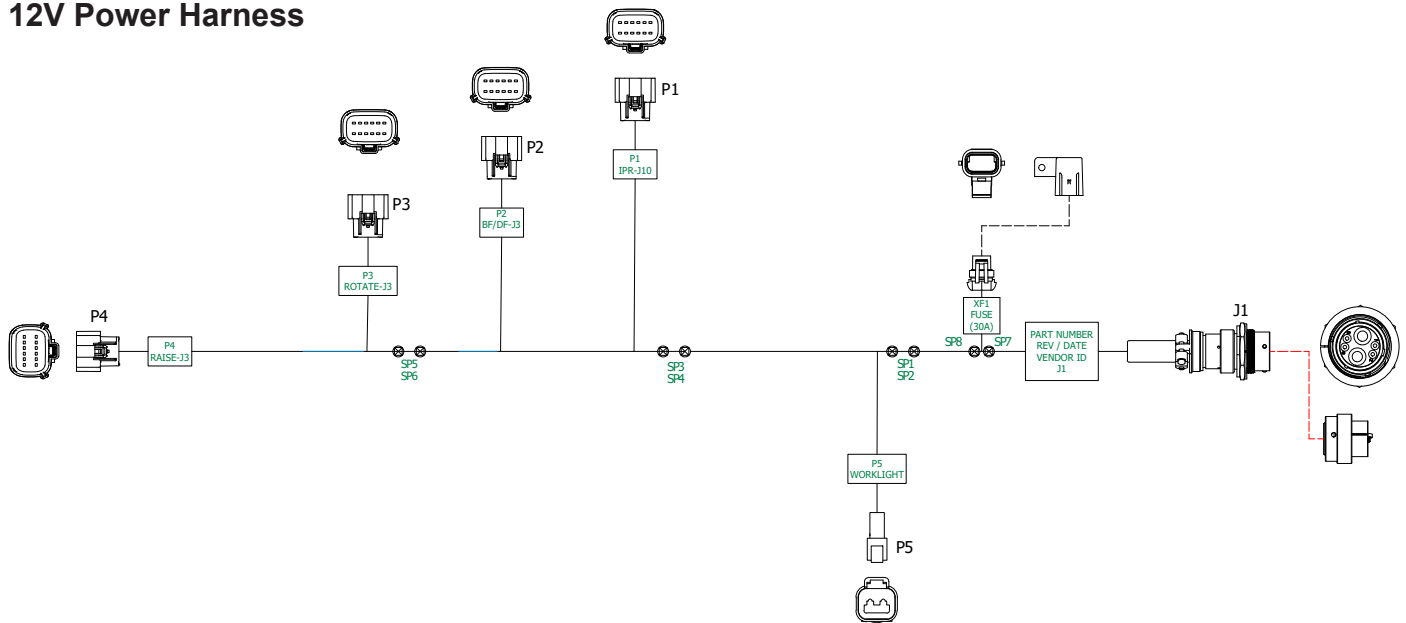 12V Power Harness
P1
P1
IPR-J10
P2
P2
BF/DF-J3
P3
P3
ROTATE-J3
P4
P4
RAISE-J3
SP5
SP6
SP3
SP4
SP1
SP2
SP8
SP7
XF1
FUSE
(30A)
PART NUMBER
REV / DATE
VENDOR ID
J1
J1
P5
WORKLIGHT
P5